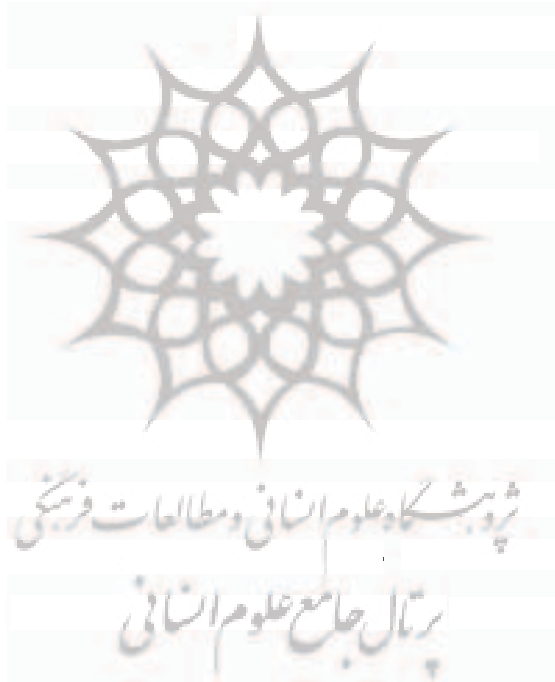 پژوهشگاه علوم انسانی و مطالعات فرهنگی
پرتال جامع علوم انسانی